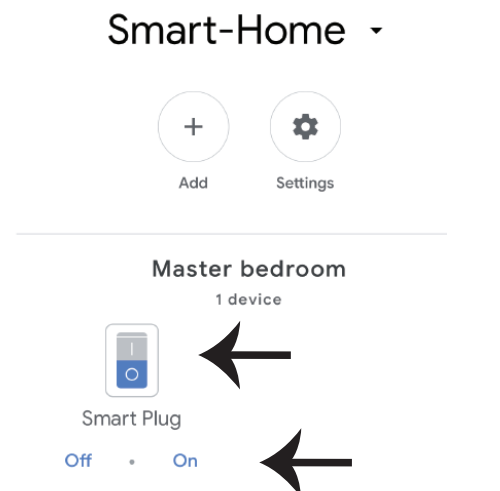 Smart-Home
Add Settings
Master bedroom
1 device
Smart Plug
Off • On